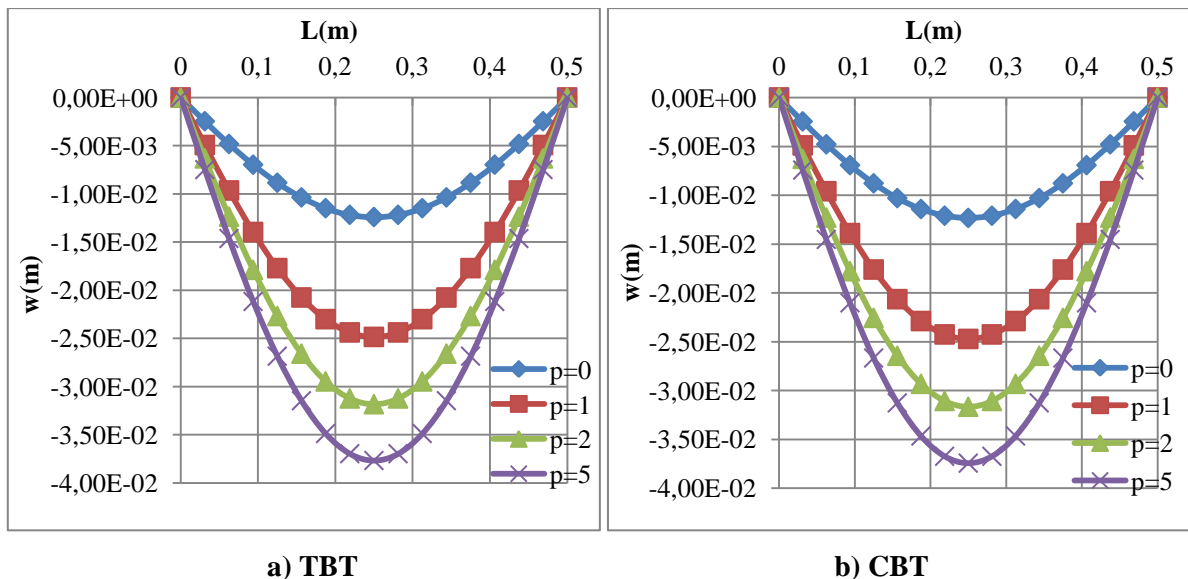 L(m)
0 0,1 0,2 0,3 0,4 0,5
0,00E+00
-5,00E-03
-1,00E-02
-1,50E-02
-2,00E-02
-2,50E-02
-3,00E-02
-3,50E-02
-4,00E-02
w(m)
p=0
p=1
p=2
p=5
a) TBT
L(m)
0 0,1 0,2 0,3 0,4 0,5
0,00E+00
-5,00E-03
-1,00E-02
-1,50E-02
-2,00E-02
-2,50E-02
-3,00E-02
-3,50E-02
-4,00E-02
w(m)
p=0
p=1
p=2
p=5
b) CBT